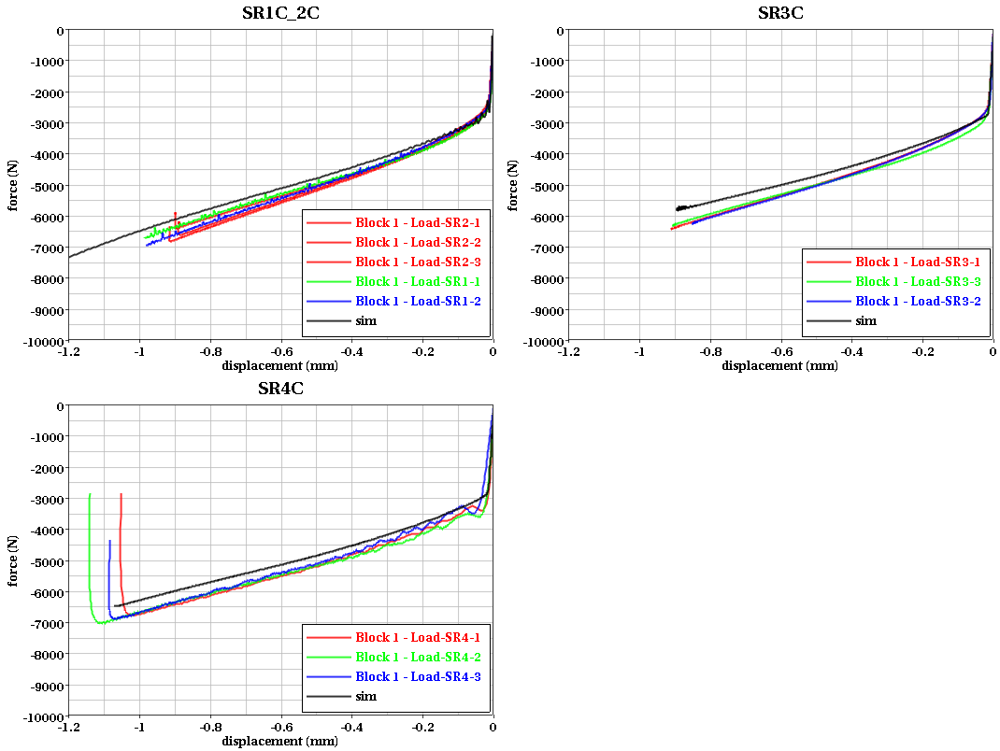 SR1C_2C
0
-1000
-2000
-3000
-4000
-5000
-6000
-7000
-8000
-9000
-10000
force (N)
-1.2 -1 -0.8 -0.6 -0.4 -0.2 0
displacement (mm)
Block 1 - Load-SR2-1
Block 1 - Load-SR2-2
Block 1 - Load-SR2-3
Block 1 - Load-SR1-1
Block 1 - Load-SR1-2
sim
SR3C
0
-1000
-2000
-3000
-4000
-5000
-6000
-7000
-8000
-9000
-10000
force (N)
-1.2 -1 -0.8 -0.6 -0.4 -0.2 0
displacement (mm)
Block 1 - Load-SR3-1
Block 1 - Load-SR3-3
Block 1 - Load-SR3-2
sim
SR4C
0
-1000
-2000
-3000
-4000
-5000
-6000
-7000
-8000
-9000
-10000
force (N)
-1.2 -1 -0.8 -0.6 -0.4 -0.2 0
displacement (mm)
Block 1 - Load-SR4-1
Block 1 - Load-SR4-2
Block 1 - Load-SR4-3
sim